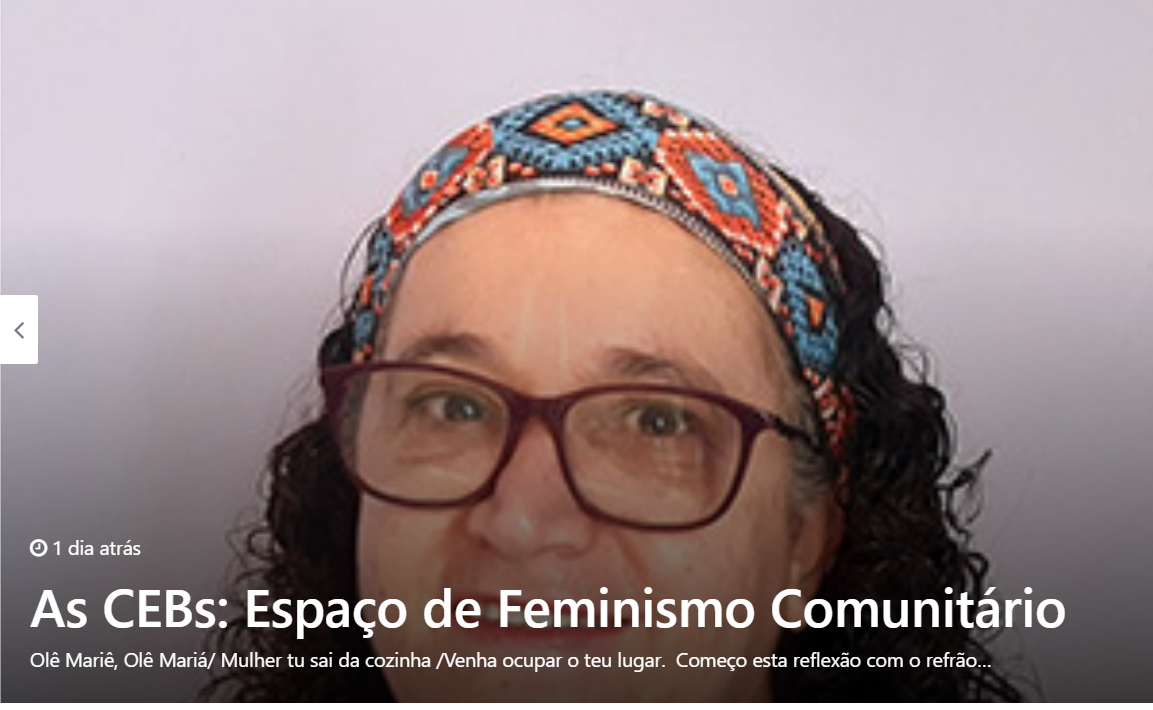 1 dia atrás
As CEBs: Espaço de Feminismo Comunitário
Olê Mariê, Olê Mariá/ Mulher tu sai da cozinha /Venha ocupar o teu lugar.  Começo esta reflexão com o refrão...